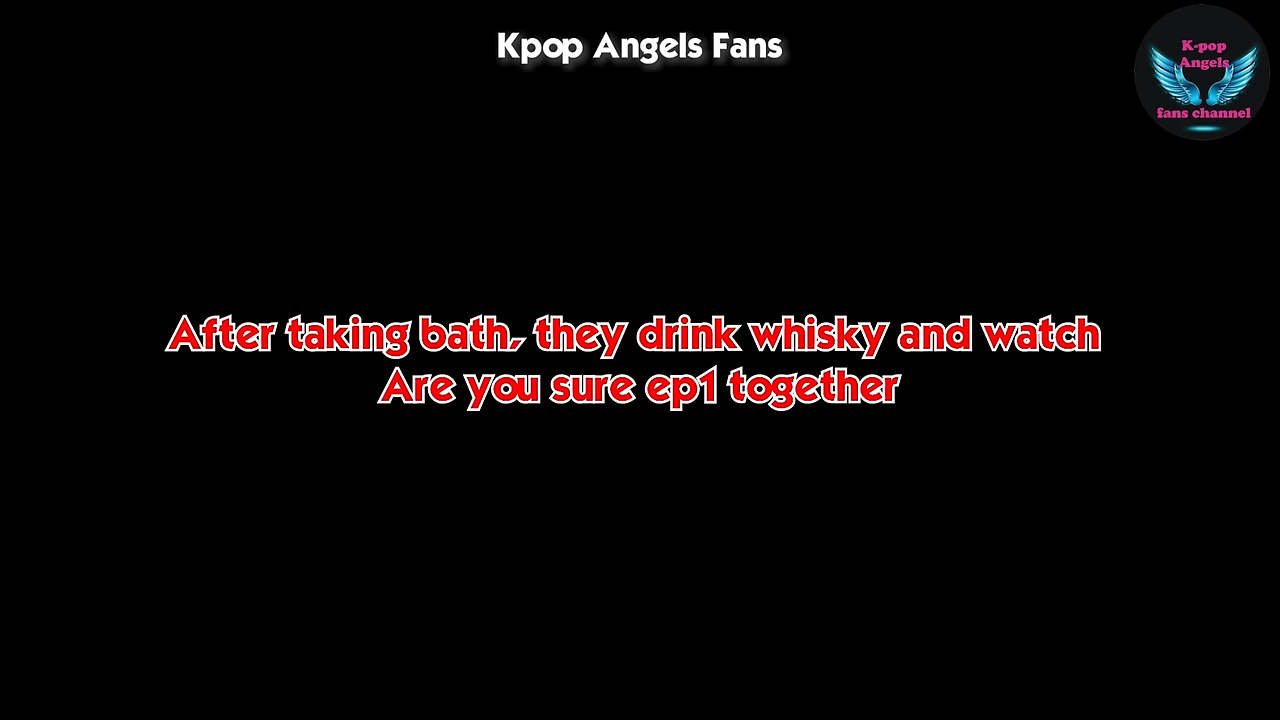 Kpop Angels Fans
K-pop
Angels
fans channel
After taking bath, they drink whisky and watch
Are you sure ep1 together